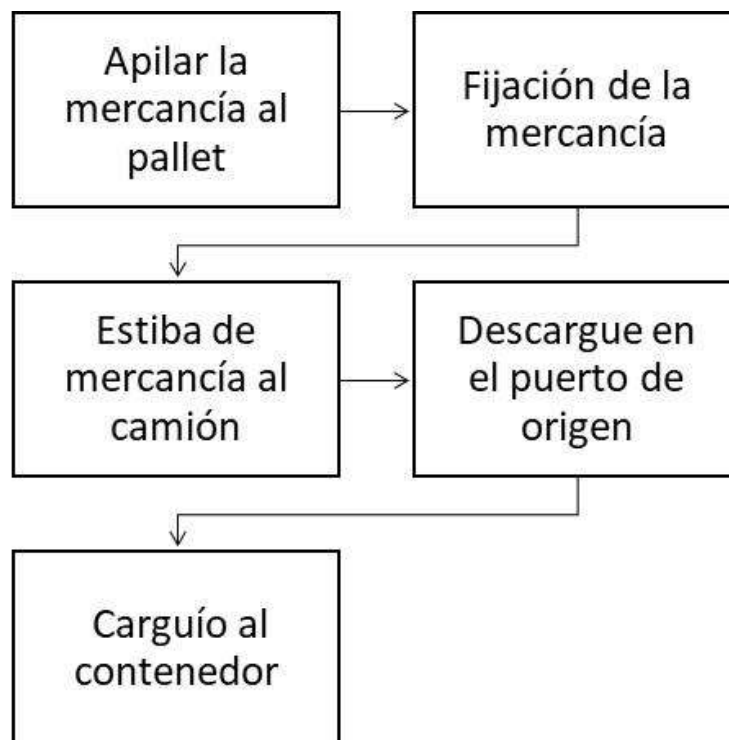 Apilar la
mercancía al
pallet
Fijación de la
mercancía
Estiba de
mercancía al
camión
Descargue en
el puerto de
origen
Carguío al
contenedor